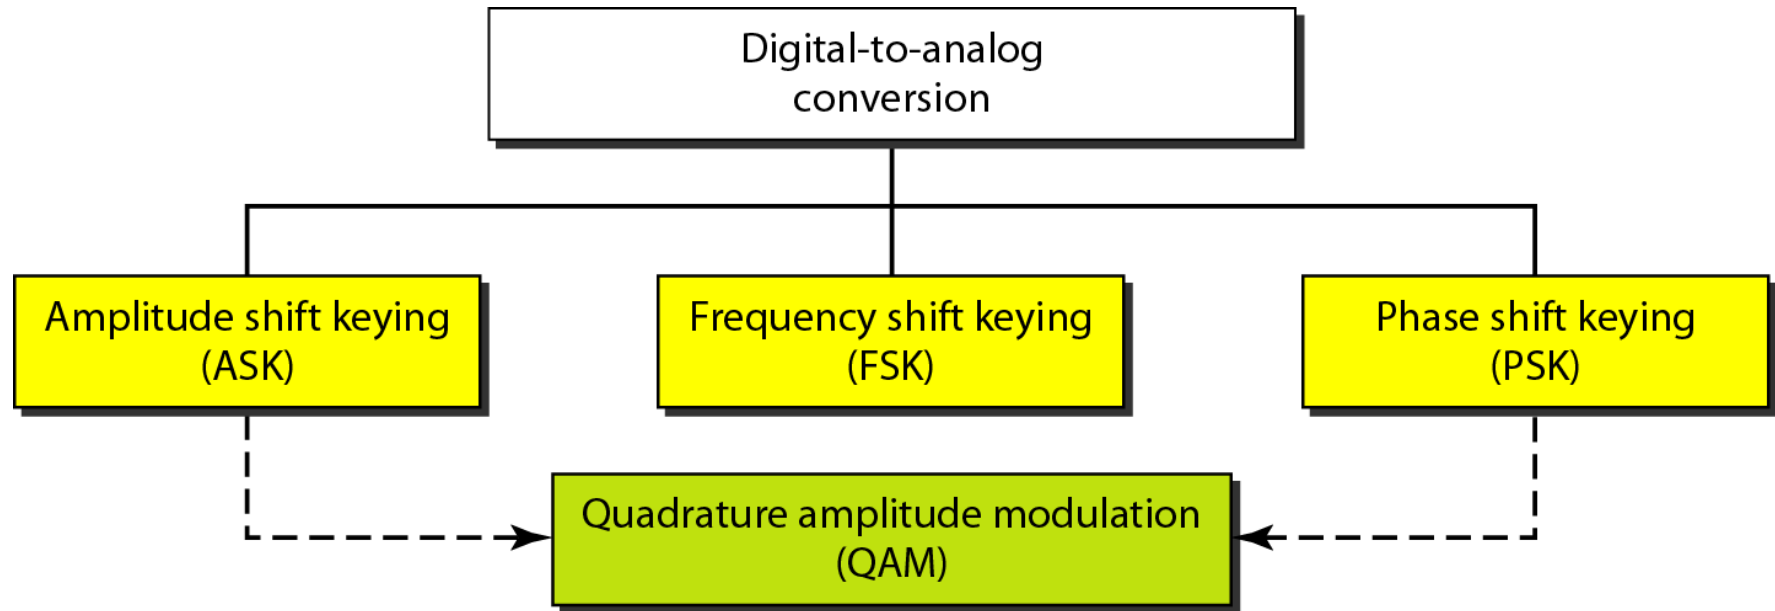 Digital-to-analog
conversion
Amplitude shift keying
(ASK)
Frequency shift keying
(FSK)
Phase shift keying
(PSK)
Quadrature amplitude modulation
(QAM)